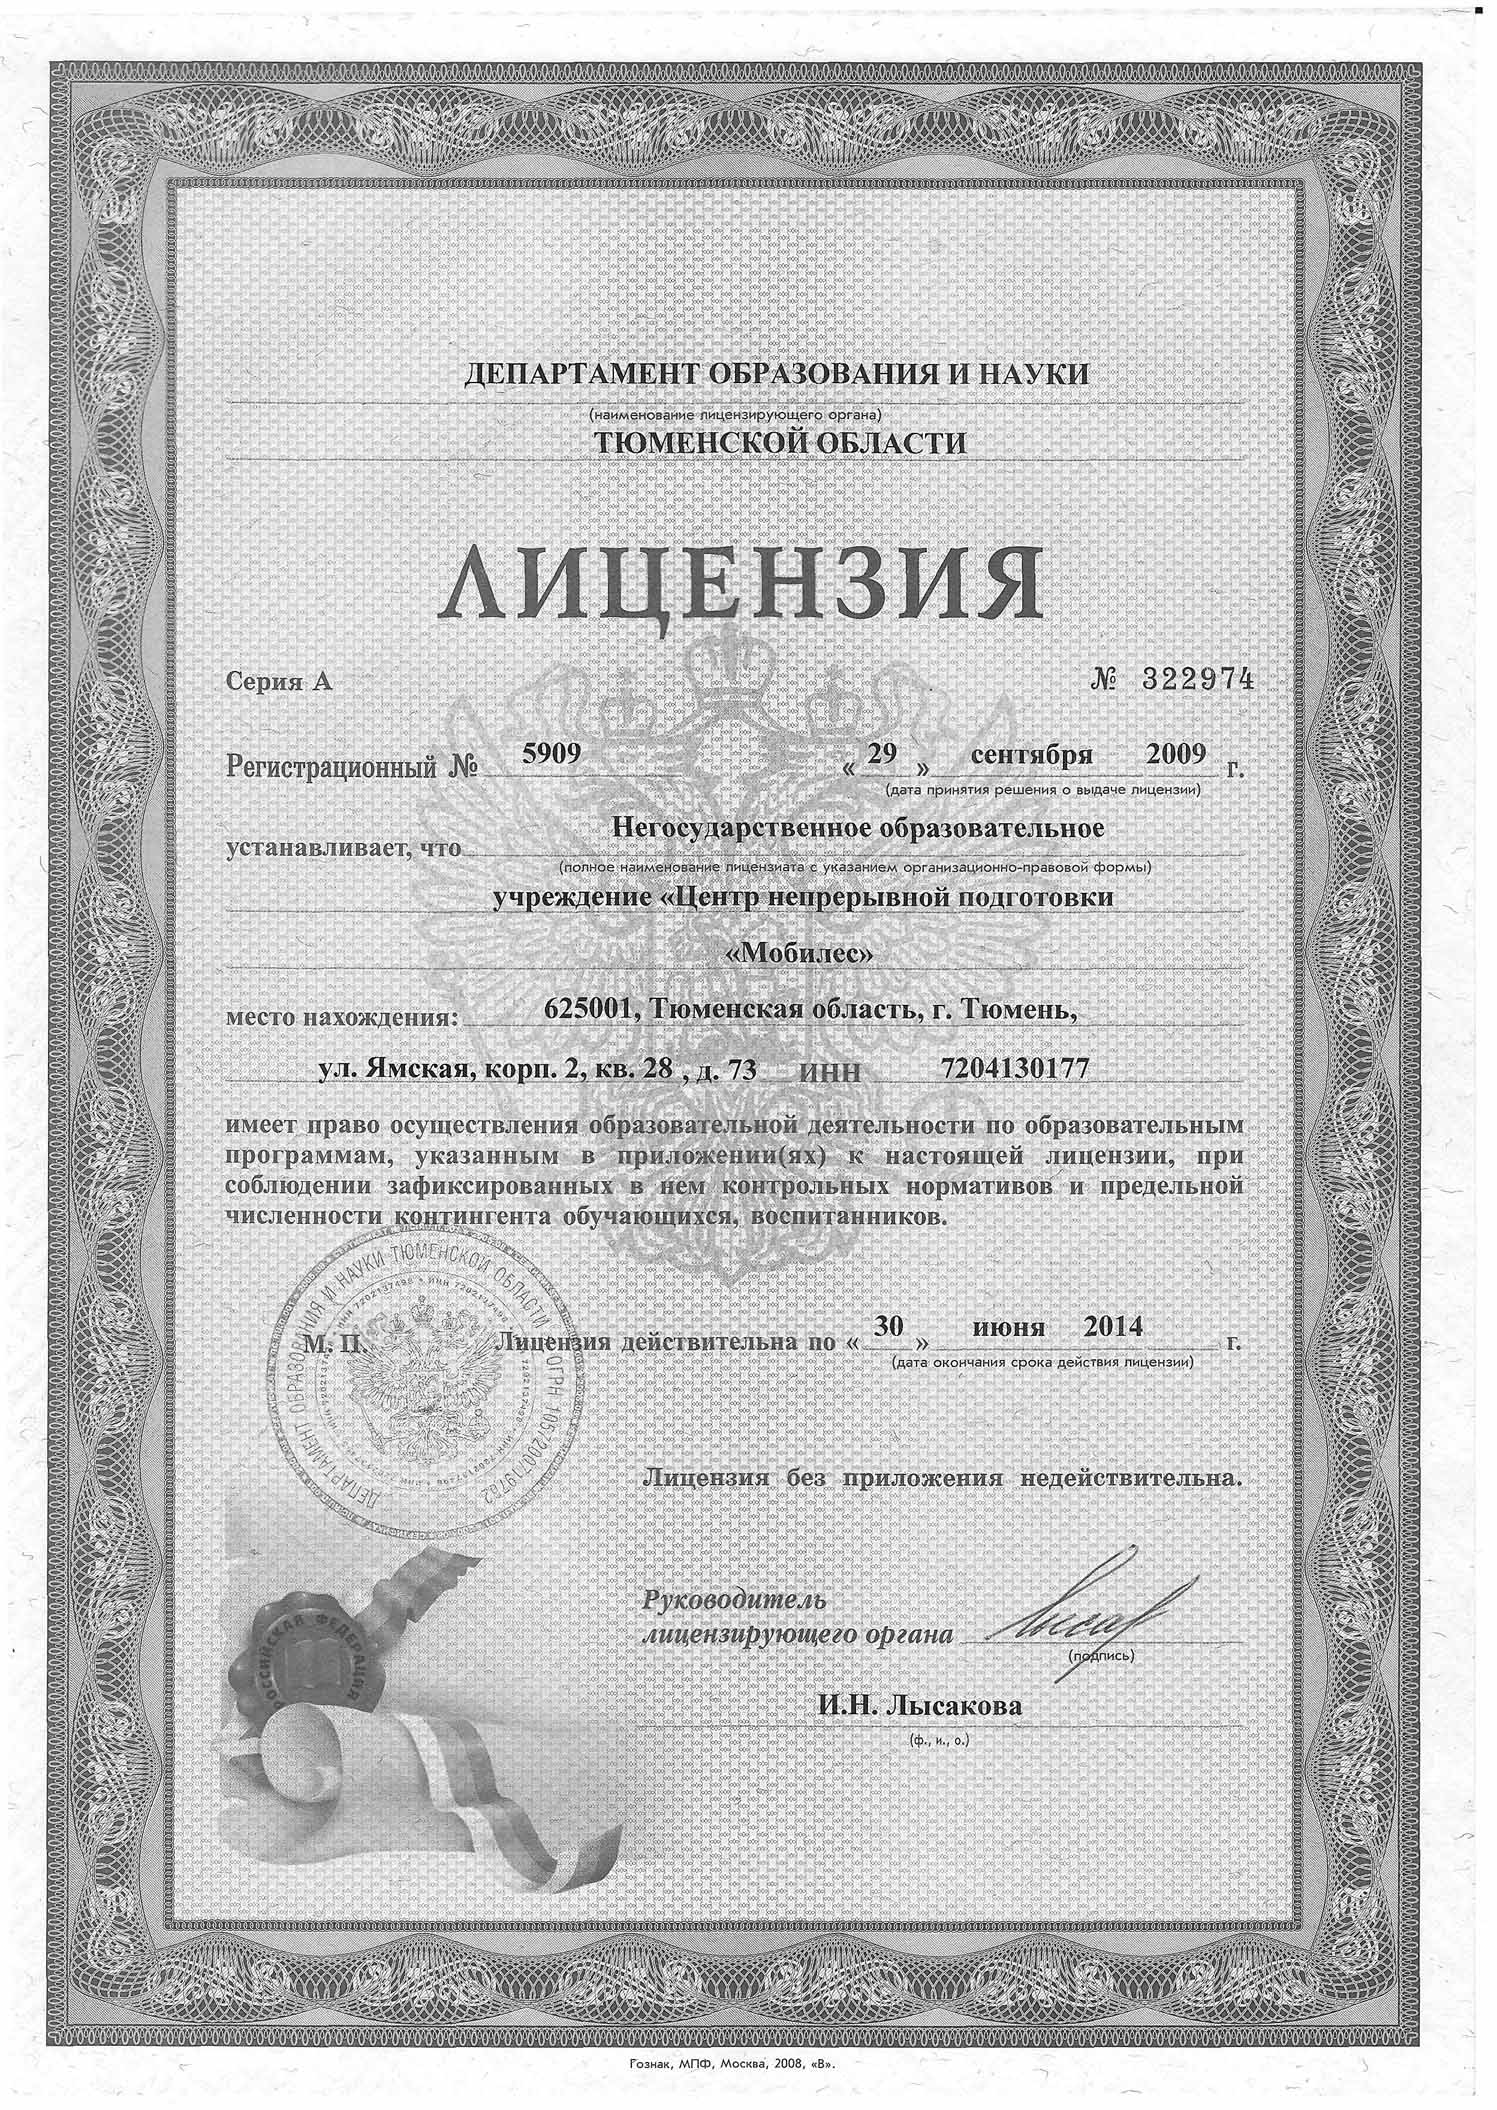 ДЕПАРТАМЕНТ ОБРАЗОВАНИЯ И НАУКИ
(наименование лицензирующего органа)
ТЮМЕНСКОЙ ОБЛАСТИ
ЛИЦЕНЗИЯ
Серия А № 322974
Регистрационный № 5909 « 29 » сентября 2009 г.
(дата принятия решения о выдаче лицензии)
устанавливает, что Негосударственное образовательное
(полное наименование лицензиата с указанием организационно-правовой формы)
учреждение «Центр непрерывной подготовки
«Мобилес»
место нахождения: 625001, Тюменская область, г. Тюмень,
ул. Ямская, корп. 2, кв. 28 , д. 73 ИНН 7204130177
имеет право осуществления образовательной деятельности по образовательным
программам, указанным в приложении(ях) к настоящей лицензии, при
соблюдении зафиксированных в нем контрольных нормативов и предельной
численности контингента обучающихся, воспитанников.
ДЕПАРТАМЕНТ ОБРАЗОВАНИЯ И НАУКИ ТЮМЕНСКОЙ ОБЛАСТИ ОГРН 1057200719762
ИНН 7202137498
М. П. Лицензия действительна по « 30 » июня 2014 г.
(дата окончания срока действия лицензии)
Лицензия без приложения недействительна.
РОССИЙСКАЯ ФЕДЕРАЦИЯ
Руководитель
лицензирующего органа
(подпись)
И.Н. Лысакова
(ф., и., о.)
Гознак, МПФ, Москва, 2008, «В».